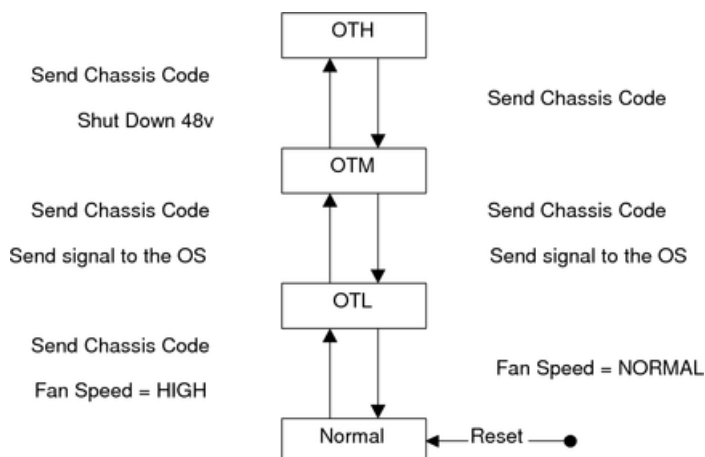 OTH
Send Chassis Code
Send Chassis Code
Shut Down 48v
OTM
Send Chassis Code
Send Chassis Code
Send signal to the OS
Send signal to the OS
OTL
Send Chassis Code
Fan Speed = NORMAL
Fan Speed = HIGH
Normal
Reset